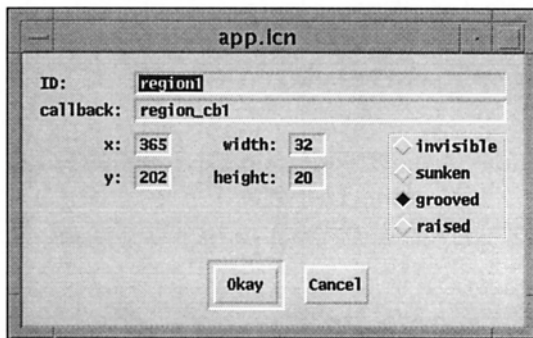 app.icn
ID: region1
callback: region_cb1
x: 365 width: 32
y: 202 height: 20
invisible
sunken
grooved
raised
Okay Cancel